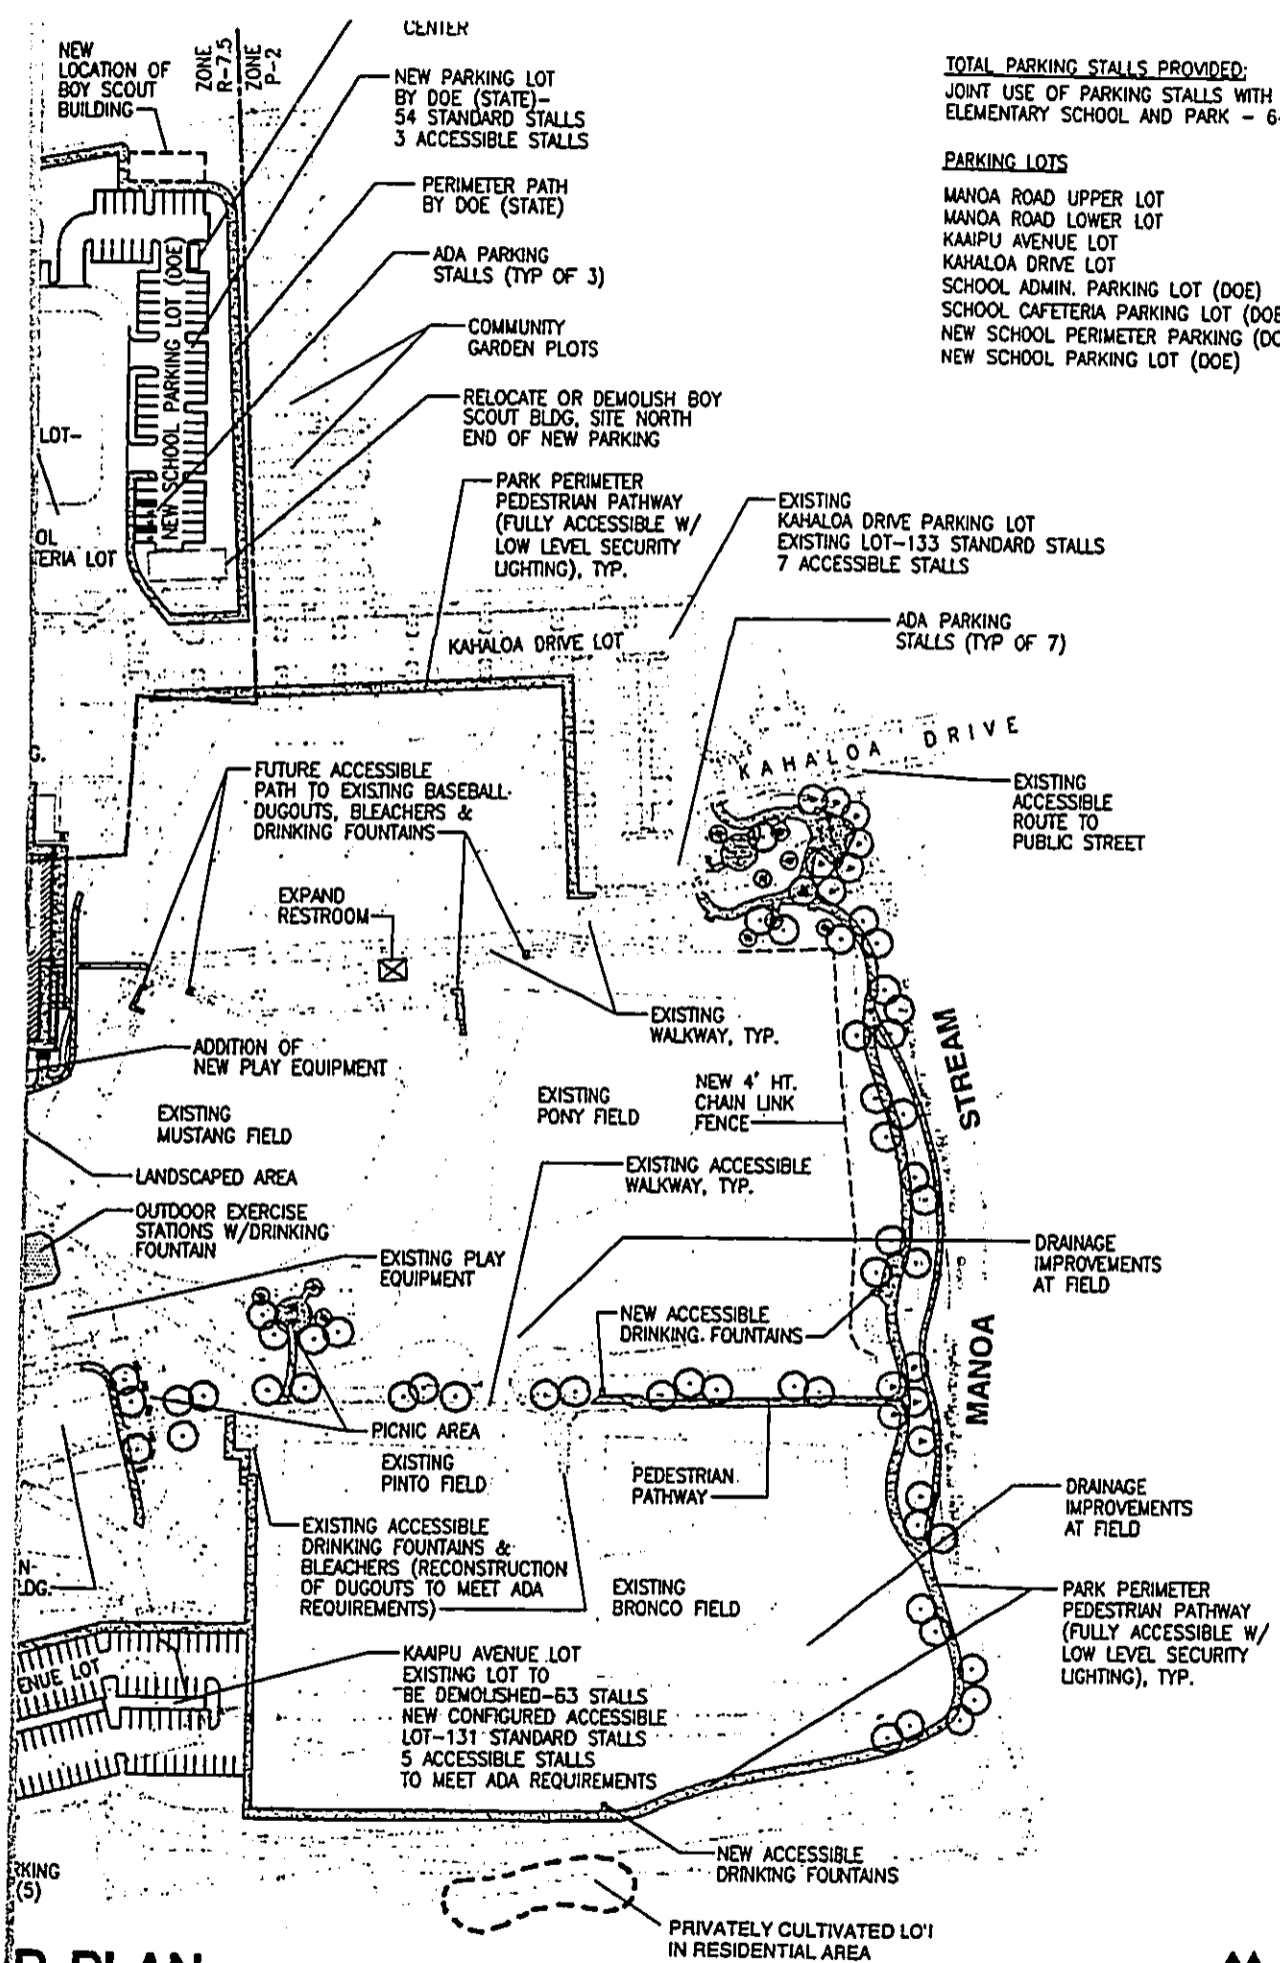 CENTER
NEW
LOCATION OF
BOY SCOUT
BUILDING
ZONE
R-7.5
ZONE
P-2
NEW PARKING LOT
BY DOE (STATE)-
54 STANDARD STALLS
3 ACCESSIBLE STALLS
PERIMETER PATH
BY DOE (STATE)
ADA PARKING
STALLS (TYP OF 3)
COMMUNITY
GARDEN PLOTS
RELOCATE OR DEMOLISH BOY
SCOUT BLDG, SITE NORTH
END OF NEW PARKING
NEW SCHOOL PARKING LOT (DOE)
TOTAL PARKING STALLS PROVIDED:
JOINT USE OF PARKING STALLS WITH
ELEMENTARY SCHOOL AND PARK - 6
PARKING LOTS
MANOA ROAD UPPER LOT
MANOA ROAD LOWER LOT
KAAIPU AVENUE LOT
KAHALOA DRIVE LOT
SCHOOL ADMIN. PARKING LOT (DOE)
SCHOOL CAFETERIA PARKING LOT (DOE
NEW SCHOOL PERIMETER PARKING (DO
NEW SCHOOL PARKING LOT (DOE)
LOT-
OL
ERIA LOT
PARK PERIMETER
PEDESTRIAN PATHWAY
(FULLY ACCESSIBLE W/
LOW LEVEL SECURITY
LIGHTING), TYP.
EXISTING
KAHALOA DRIVE PARKING LOT
EXISTING LOT-133 STANDARD STALLS
7 ACCESSIBLE STALLS
KAHALOA DRIVE LOT
ADA PARKING
STALLS (TYP OF 7)
KAHALOA DRIVE
EXISTING
ACCESSIBLE
ROUTE TO
PUBLIC STREET
G.
FUTURE ACCESSIBLE
PATH TO EXISTING BASEBALL
DUGOUTS, BLEACHERS &
DRINKING FOUNTAINS
EXPAND
RESTROOM
EXISTING
WALKWAY, TYP.
ADDITION OF
NEW PLAY EQUIPMENT
EXISTING
MUSTANG FIELD
EXISTING
PONY FIELD
NEW 4' HT.
CHAIN LINK
FENCE
MANOA STREAM
LANDSCAPED AREA
EXISTING ACCESSIBLE
WALKWAY, TYP.
OUTDOOR EXERCISE
STATIONS W/DRINKING
FOUNTAIN
EXISTING PLAY
EQUIPMENT
DRAINAGE
IMPROVEMENTS
AT FIELD
NEW ACCESSIBLE
DRINKING FOUNTAINS
PICNIC AREA
EXISTING
PINTO FIELD
PEDESTRIAN
PATHWAY
DRAINAGE
IMPROVEMENTS
AT FIELD
EXISTING ACCESSIBLE
DRINKING FOUNTAINS &
BLEACHERS (RECONSTRUCTION
OF DUGOUTS TO MEET ADA
REQUIREMENTS)
EXISTING
BRONCO FIELD
N-
LDG.
PARK PERIMETER
PEDESTRIAN PATHWAY
(FULLY ACCESSIBLE W/
LOW LEVEL SECURITY
LIGHTING), TYP.
ENUE LOT
KAAIPU AVENUE LOT
EXISTING LOT TO
BE DEMOLISHED-63 STALLS
NEW CONFIGURED ACCESSIBLE
LOT-131 STANDARD STALLS
5 ACCESSIBLE STALLS
TO MEET ADA REQUIREMENTS
NEW ACCESSIBLE
DRINKING FOUNTAINS
RKING
(5)
PRIVATELY CULTIVATED LO'I
IN RESIDENTIAL AREA
R PLAN